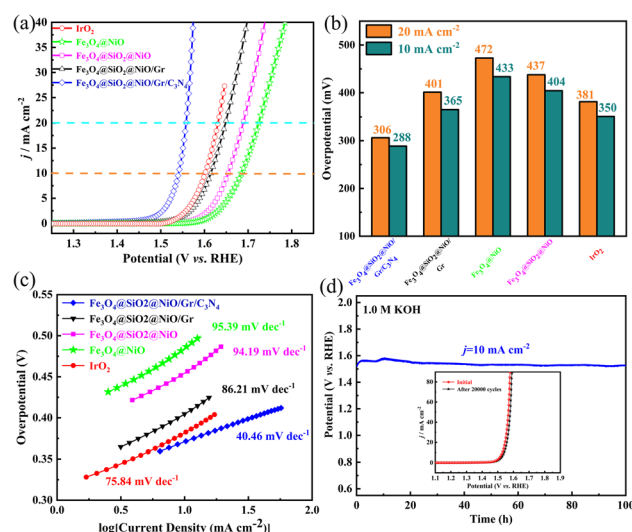 (a)
40
35
30
25
20
15
10
5
0
j / mA cm⁻²
IrO₂
Fe₃O₄@NiO
Fe₃O₄@SiO₂@NiO
Fe₃O₄@SiO₂@NiO/Gr
Fe₃O₄@SiO₂@NiO/Gr/C₃N₄
1.3 1.4 1.5 1.6 1.7 1.8
Potential (V vs. RHE)
(b)
600
500
400
300
200
100
Overpotential (mV)
20 mA cm⁻²
10 mA cm⁻²
306
288
401
365
472
433
437
404
381
350
Fe₃O₄@SiO₂@NiO/
Gr/C₃N₄
Fe₃O₄@SiO₂@NiO/
Gr
Fe₃O₄@NiO
Fe₃O₄@SiO₂@NiO
IrO₂
(c)
0.55
0.50
0.45
0.40
0.35
0.30
Overpotential (V)
Fe₃O₄@SiO2@NiO/Gr/C₃N₄
Fe₃O₄@SiO2@NiO/Gr
Fe₃O₄@SiO2@NiO
Fe₃O₄@NiO
IrO₂
95.39 mV dec⁻¹
94.19 mV dec⁻¹
86.21 mV dec⁻¹
40.46 mV dec⁻¹
75.84 mV dec⁻¹
0.0 0.5 1.0 1.5 2.0
log[Current Density (mA cm⁻²)]
(d)
2.0
1.8
1.6
1.4
1.2
1.0
0.8
0.6
Potential (V vs. RHE)
1.0 M KOH
j=10 mA cm⁻²
Initial
After 20000 cycles
80
60
40
20
0
j / mA cm⁻²
1.1 1.2 1.3 1.4 1.5 1.6 1.7 1.8 1.9
Potential (V vs. RHE)
0 20 40 60 80 100
Time (h)